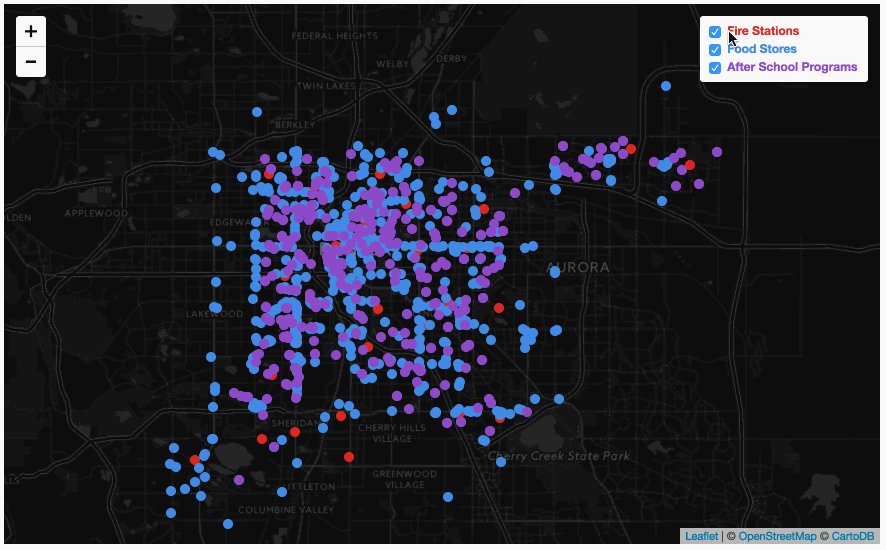 +
−
Fire Stations
Food Stores
After School Programs
FEDERAL HEIGHTS
WELBY
DERBY
TWIN LAKES
BERKLEY
APPLEWOOD
AURORA
LAKEWOOD
SHERIDAN
CHERRY HILLS
VILLAGE
Cherry Creek State Park
GREENWOOD
VILLAGE
LITTLETON
COLUMBINE VALLEY
Leaflet | © OpenStreetMap © CartoDB